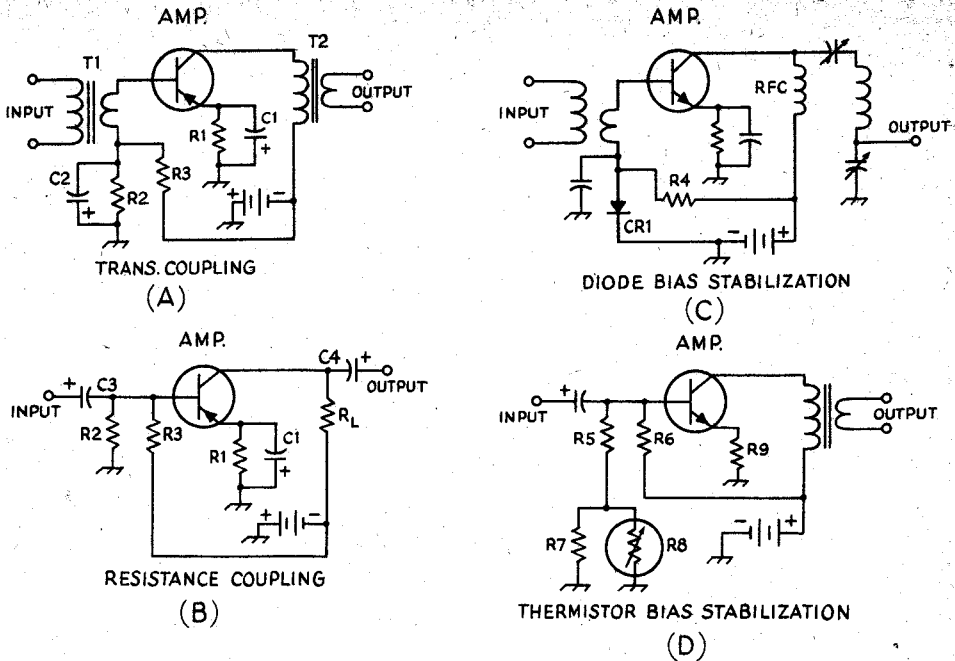 AMP.
T1
T2
INPUT
OUTPUT
R1
C1
+
C2
+
R2
R3
+ -
TRANS. COUPLING
(A)
AMP.
RFC
INPUT
OUTPUT
R4
CR1
- +
DIODE BIAS STABILIZATION
(C)
AMP.
C4 +
OUTPUT
+ C3
INPUT
R2
R3
RL
R1
C1
+
+ -
RESISTANCE COUPLING
(B)
AMP.
+
INPUT
OUTPUT
R5
R6
R9
- +
R7
R8
THERMISTOR BIAS STABILIZATION
(D)